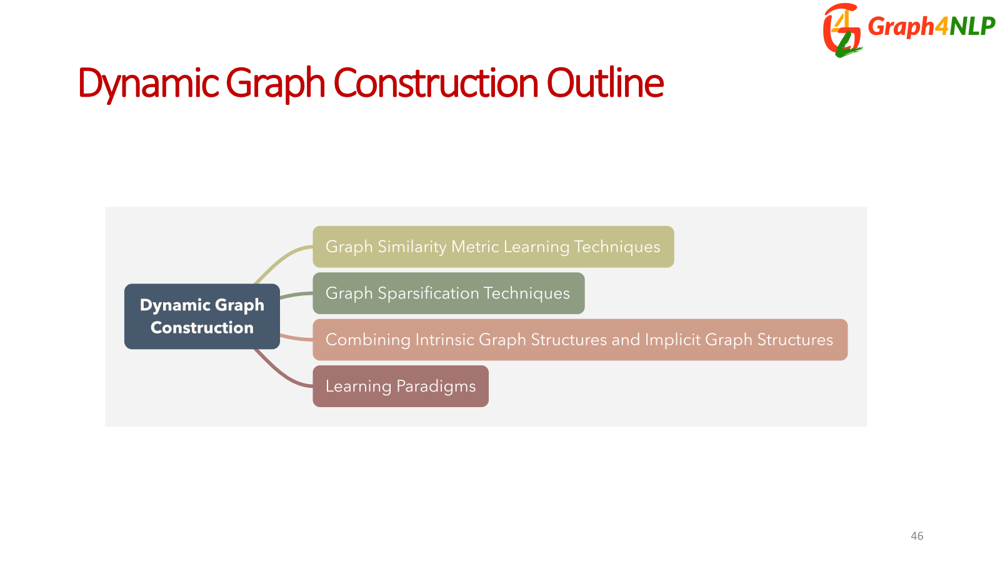 Graph4NLP
Dynamic Graph Construction Outline
Graph Similarity Metric Learning Techniques
Graph Sparsification Techniques
Dynamic Graph
Construction
Combining Intrinsic Graph Structures and Implicit Graph Structures
Learning Paradigms
46